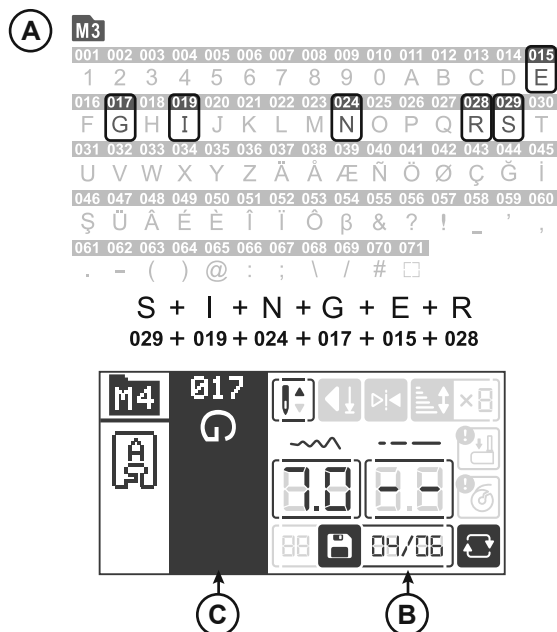 A M3
001 002 003 004 005 006 007 008 009 010 011 012 013 014 015
1 2 3 4 5 6 7 8 9 0 A B C D E
016 017 018 019 020 021 022 023 024 025 026 027 028 029 030
F G H I J K L M N O P Q R S T
031 032 033 034 035 036 037 038 039 040 041 042 043 044 045
U V W X Y Z Ä Å Æ Ñ Ö Ø Ç Ğ İ
046 047 048 049 050 051 052 053 054 055 056 057 058 059 060
Ş Ü Â É È Î Ï Ô β & ? ! _ ’ ,
061 062 063 064 065 066 067 068 069 070 071
. - ( ) @ : ; \ / #
S + I + N + G + E + R
029 + 019 + 024 + 017 + 015 + 028
M4 017 ×8
G
A
7.0 - -
88 04/06
C B